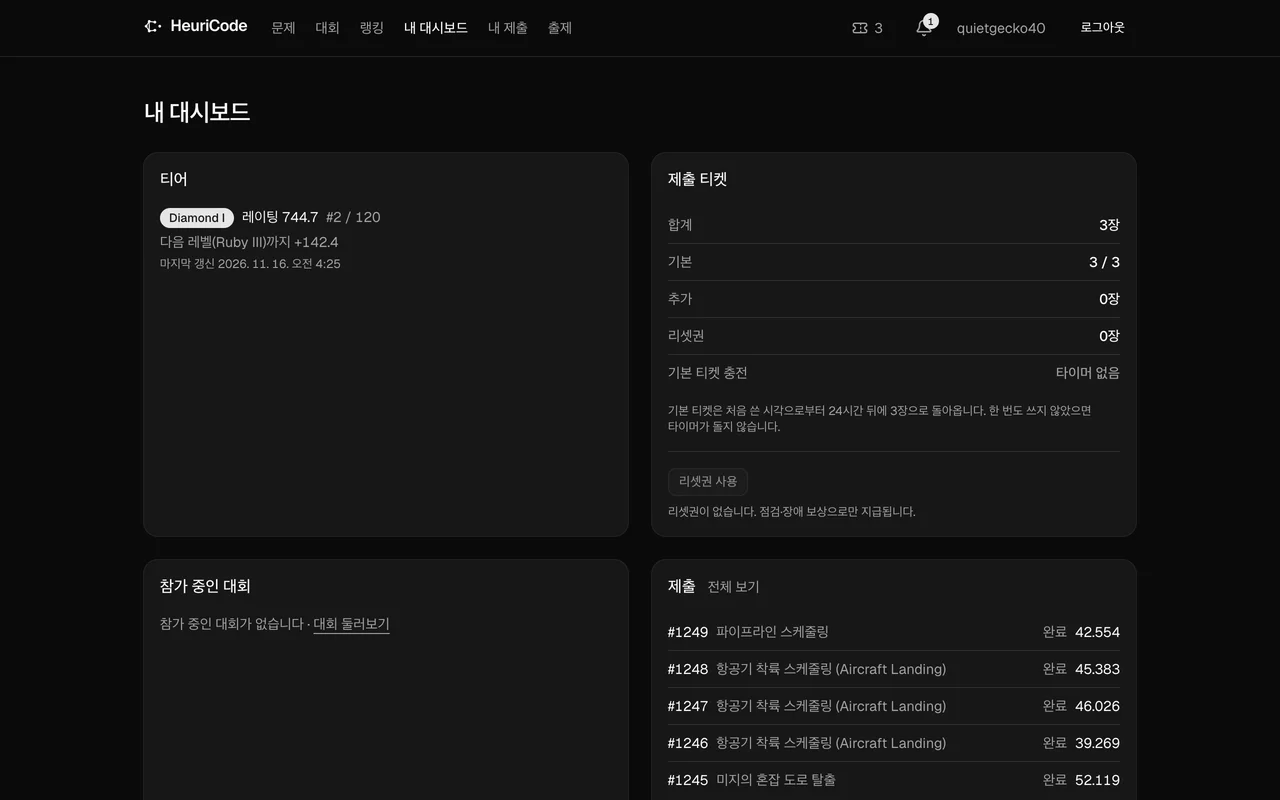 HeuriCode 문제 대회 랭킹 내 대시보드 내 제출 출제 3 1 quietgecko40 로그아웃
내 대시보드
티어
Diamond I 레이팅 744.7 #2 / 120
다음 레벨(Ruby III)까지 +142.4
마지막 갱신 2026. 11. 16. 오전 4:25
제출 티켓
합계 3장
기본 3 / 3
추가 0장
리셋권 0장
기본 티켓 충전 타이머 없음
기본 티켓은 처음 쓴 시각으로부터 24시간 뒤에 3장으로 돌아옵니다. 한 번도 쓰지 않았으면
타이머가 돌지 않습니다.
리셋권 사용
리셋권이 없습니다. 점검·장애 보상으로만 지급됩니다.
참가 중인 대회
참가 중인 대회가 없습니다 · 대회 둘러보기
제출 전체 보기
#1249 파이프라인 스케줄링 완료 42.554
#1248 항공기 착륙 스케줄링 (Aircraft Landing) 완료 45.383
#1247 항공기 착륙 스케줄링 (Aircraft Landing) 완료 46.026
#1246 항공기 착륙 스케줄링 (Aircraft Landing) 완료 39.269
#1245 미지의 혼잡 도로 탈출 완료 52.119